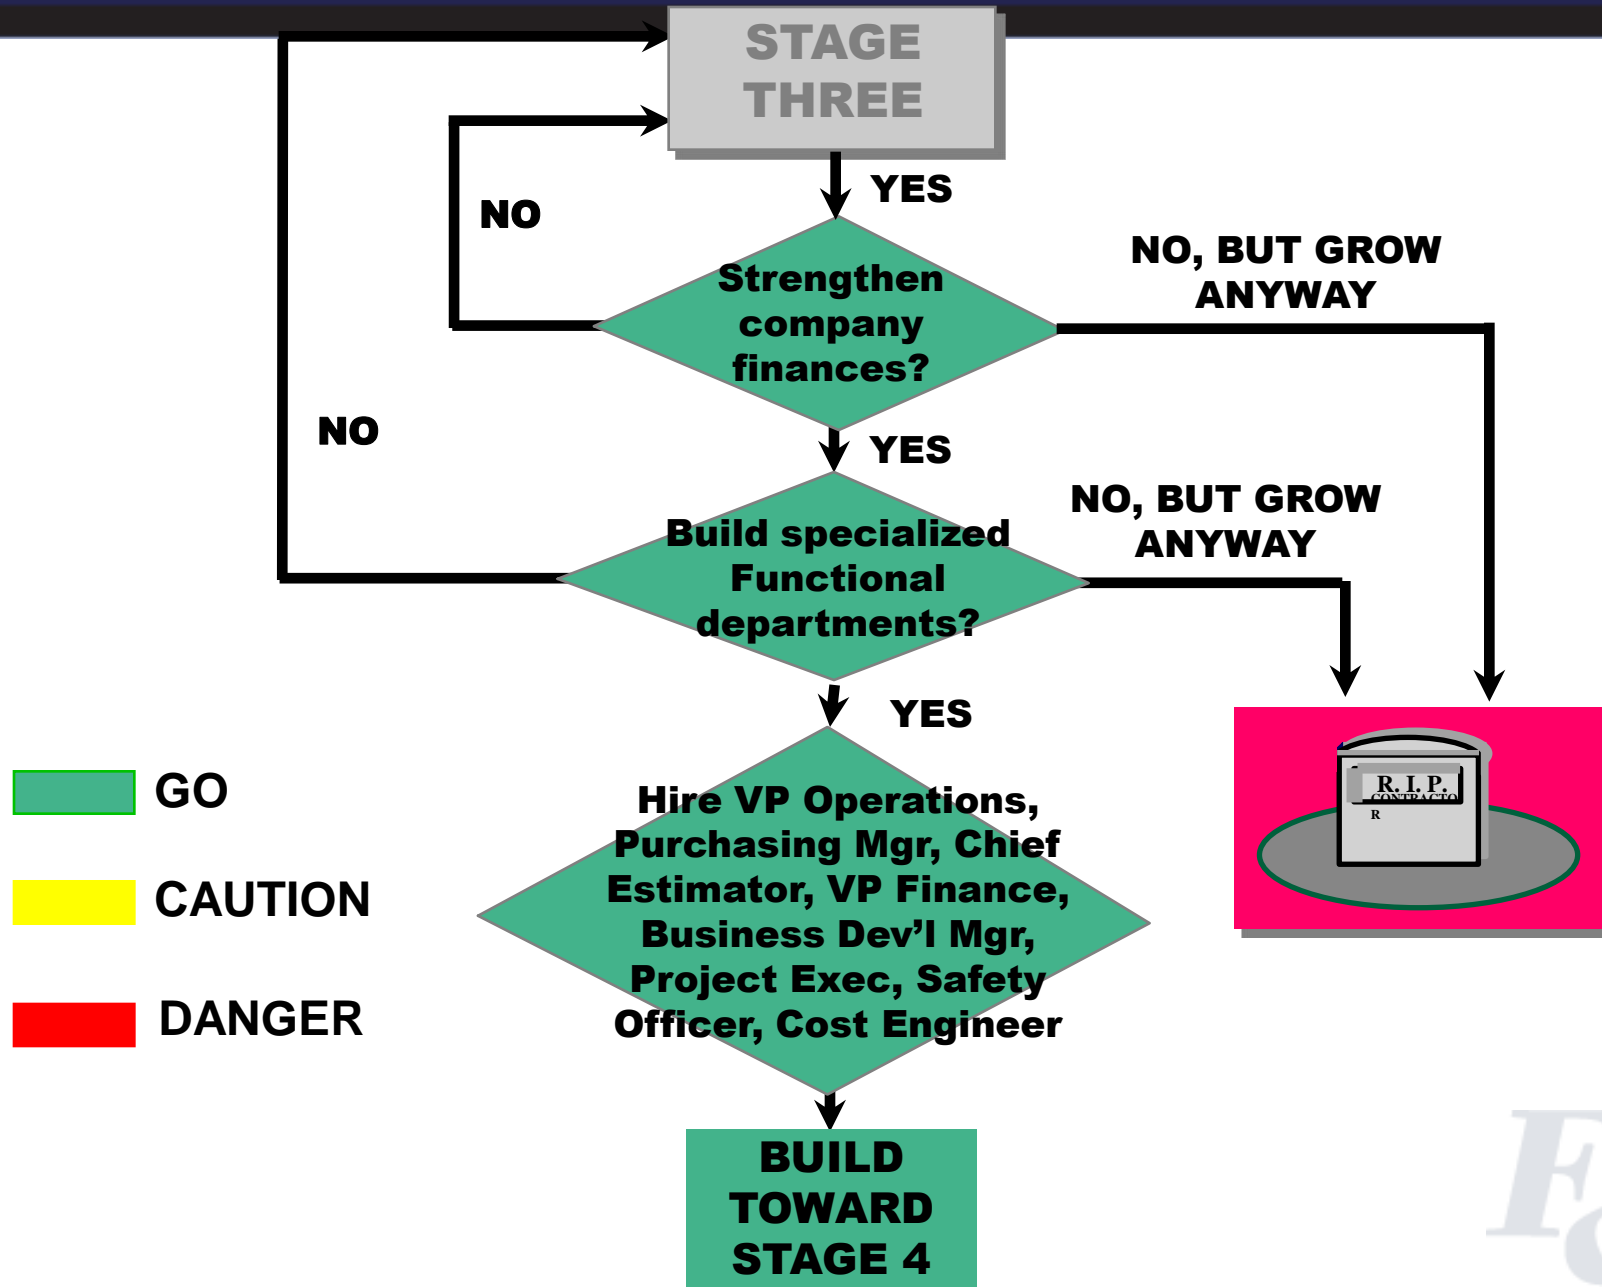 STAGE
THREE
YES
NO
NO, BUT GROW
ANYWAY
Strengthen
company
finances?
NO
YES
NO, BUT GROW
ANYWAY
Build specialized
Functional
departments?
YES
GO
CAUTION
DANGER
Hire VP Operations,
Purchasing Mgr, Chief
Estimator, VP Finance,
Business Dev’l Mgr,
Project Exec, Safety
Officer, Cost Engineer
R. I. P.
CONTRACTO
R
BUILD
TOWARD
STAGE 4